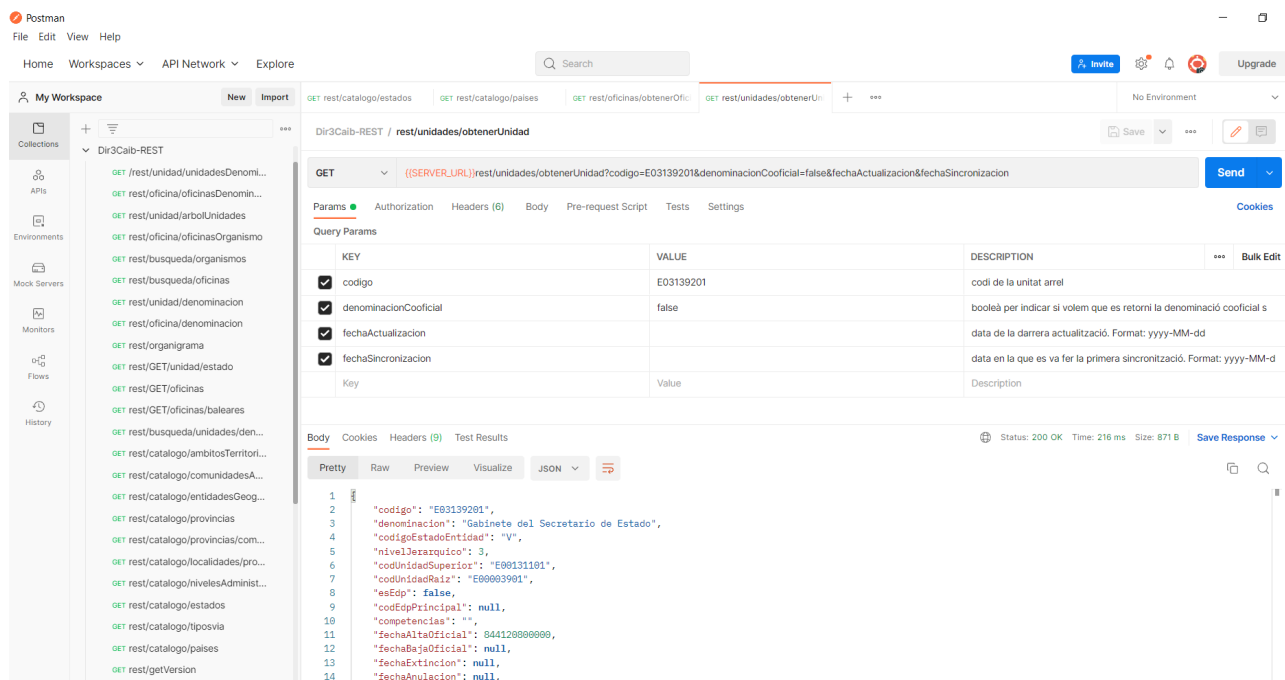 Postman
File Edit View Help
Home Workspaces API Network Explore
Search
Invite
Upgrade
My Workspace
New Import
GET rest/catalogo/estados
GET rest/catalogo/paises
GET rest/oficinas/obtenerOfic
GET rest/unidades/obtenerUn
No Environment
Collections
APIs
Environments
Mock Servers
Monitors
Flows
History
Dir3Caib-REST
GET /rest/unidad/unidadesDenomi...
GET rest/oficina/oficinasDenomin...
GET rest/unidad/arbolUnidades
GET rest/oficina/oficinasOrganismo
GET rest/busqueda/organismos
GET rest/busqueda/oficinas
GET rest/unidad/denominacion
GET rest/oficina/denominacion
GET rest/organigrama
GET rest/GET/unidad/estado
GET rest/GET/oficinas
GET rest/GET/oficinas/baleares
GET rest/busqueda/unidades/den...
GET rest/catalogo/ambitosTerritori...
GET rest/catalogo/comunidadesA...
GET rest/catalogo/entidadesGeog...
GET rest/catalogo/provincias
GET rest/catalogo/provincias/com...
GET rest/catalogo/localidades/pro...
GET rest/catalogo/nivelesAdminist...
GET rest/catalogo/estados
GET rest/catalogo/tiposvia
GET rest/catalogo/paises
GET rest/getVersion
Dir3Caib-REST / rest/unidades/obtenerUnidad
Save
GET {{SERVER_URL}}rest/unidades/obtenerUnidad?codigo=E03139201&denominacionCooficial=false&fechaActualizacion&fechaSincronizacion
Send
Params Authorization Headers (6) Body Pre-request Script Tests Settings
Cookies
Query Params
KEY VALUE DESCRIPTION Bulk Edit
codigo E03139201 codi de la unitat arrel
denominacionCooficial false booleà per indicar si volem que es retorni la denominació cooficial s
fechaActualizacion data de la darrera actualització. Format: yyyy-MM-dd
fechaSincronizacion data en la que es va fer la primera sincronització. Format: yyyy-MM-d
Key Value Description
Body Cookies Headers (9) Test Results
Status: 200 OK Time: 216 ms Size: 871 B Save Response
Pretty Raw Preview Visualize JSON
1 {
2 "codigo": "E03139201",
3 "denominacion": "Gabinete del Secretario de Estado",
4 "codigoEstadoEntidad": "V",
5 "nivelJerarquico": 3,
6 "codUnidadSuperior": "E00131101",
7 "codUnidadRaiz": "E00003901",
8 "esEdp": false,
9 "codEdpPrincipal": null,
10 "competencias": "",
11 "fechaAltaOficial": 844120800000,
12 "fechaBajaOficial": null,
13 "fechaExtincion": null,
14 "fechaAnulacion": null,